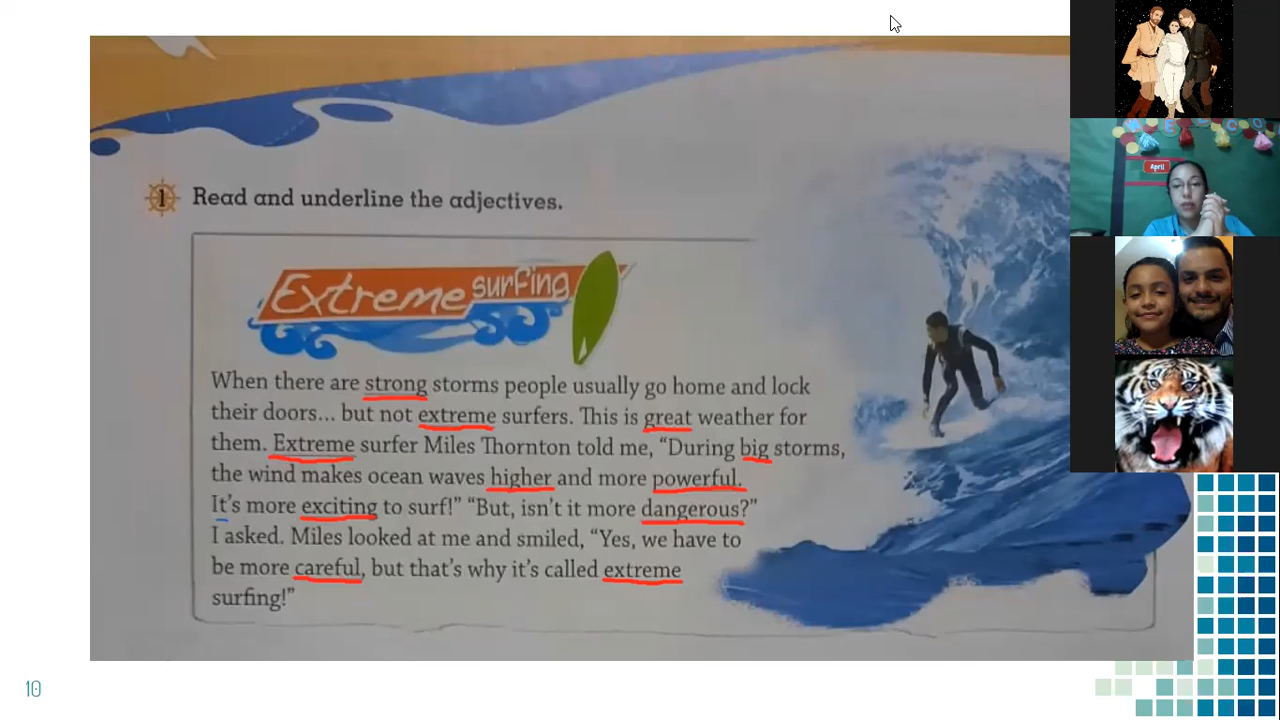 1 Read and underline the adjectives.
Extreme surfing
When there are strong storms people usually go home and lock
their doors... but not extreme surfers. This is great weather for
them. Extreme surfer Miles Thornton told me, “During big storms,
the wind makes ocean waves higher and more powerful.
It's more exciting to surf!” “But, isn't it more dangerous?”
I asked. Miles looked at me and smiled, “Yes, we have to
be more careful, but that's why it's called extreme
surfing!”
10
April